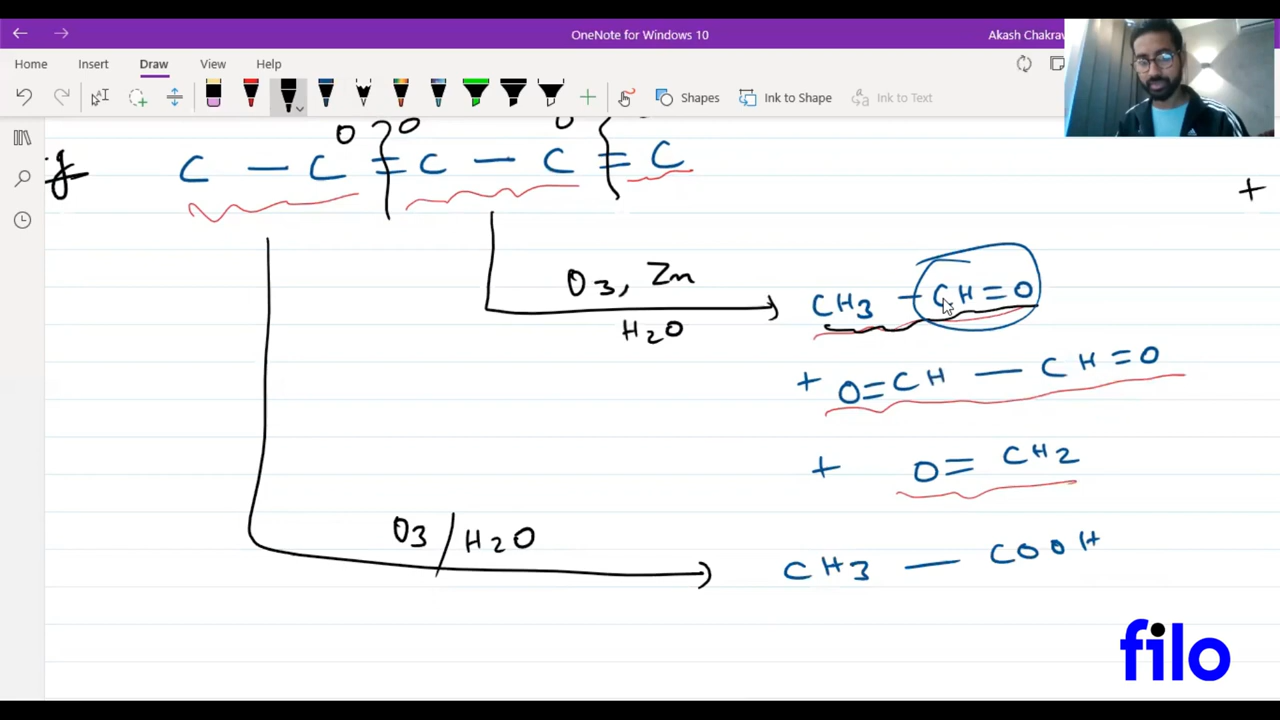 OneNote for Windows 10
Akash Chakrav
Home Insert Draw View Help
Shapes Ink to Shape Ink to Text
O O O
C — C = C — C = C
+
O3, Zn
H2O
CH3 — CH=O
+ O=CH — CH=O
+ O=CH2
O3/H2O
CH3 — COOH
filo